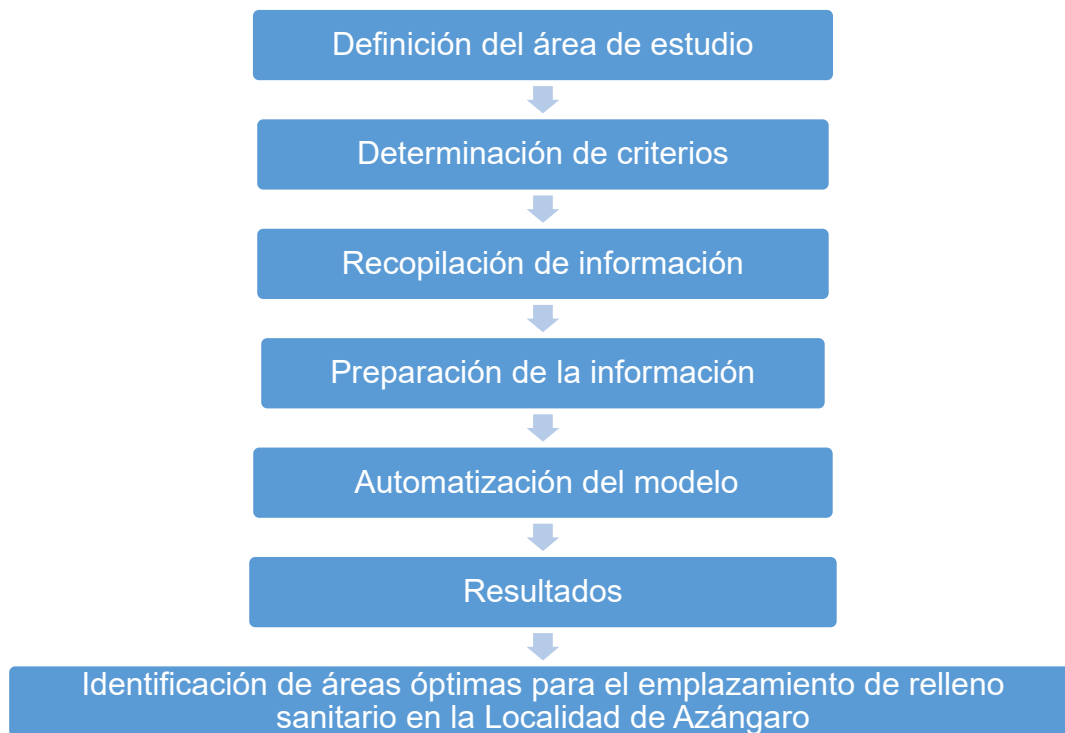 Definición del área de estudio
Determinación de criterios
Recopilación de información
Preparación de la información
Automatización del modelo
Resultados
Identificación de áreas óptimas para el emplazamiento de relleno
sanitario en la Localidad de Azángaro